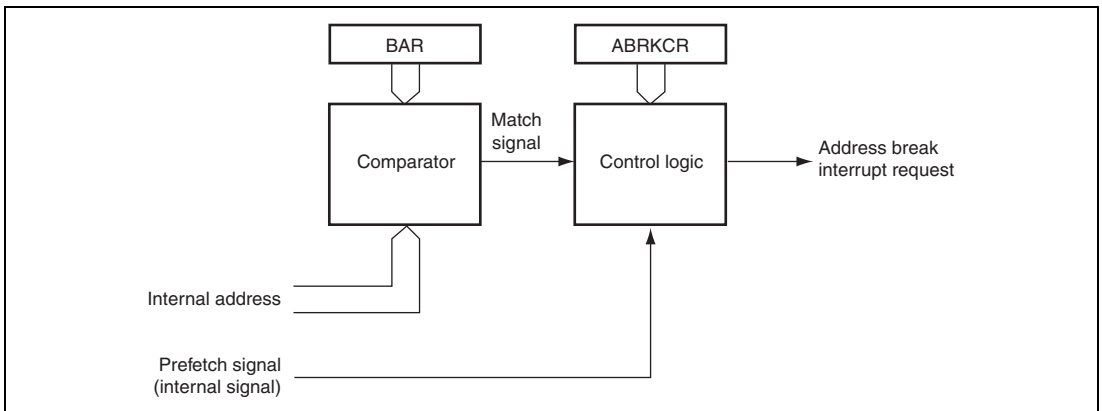 BAR
ABRKCR
Match
signal
Comparator
Control logic
Address break
interrupt request
Internal address
Prefetch signal
(internal signal)